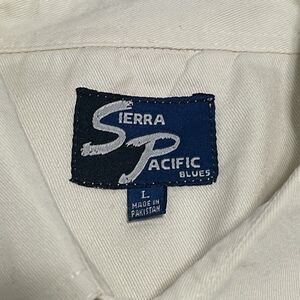 SIERRA
PACIFIC
BLUES
L
MADE IN
PAKISTAN